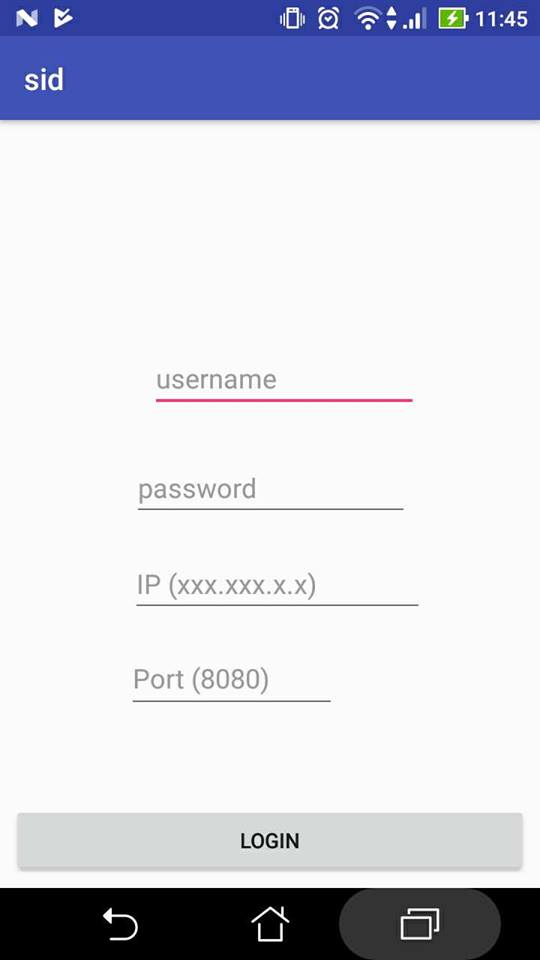 11:45
sid
username
password
IP (xxx.xxx.x.x)
Port (8080)
LOGIN